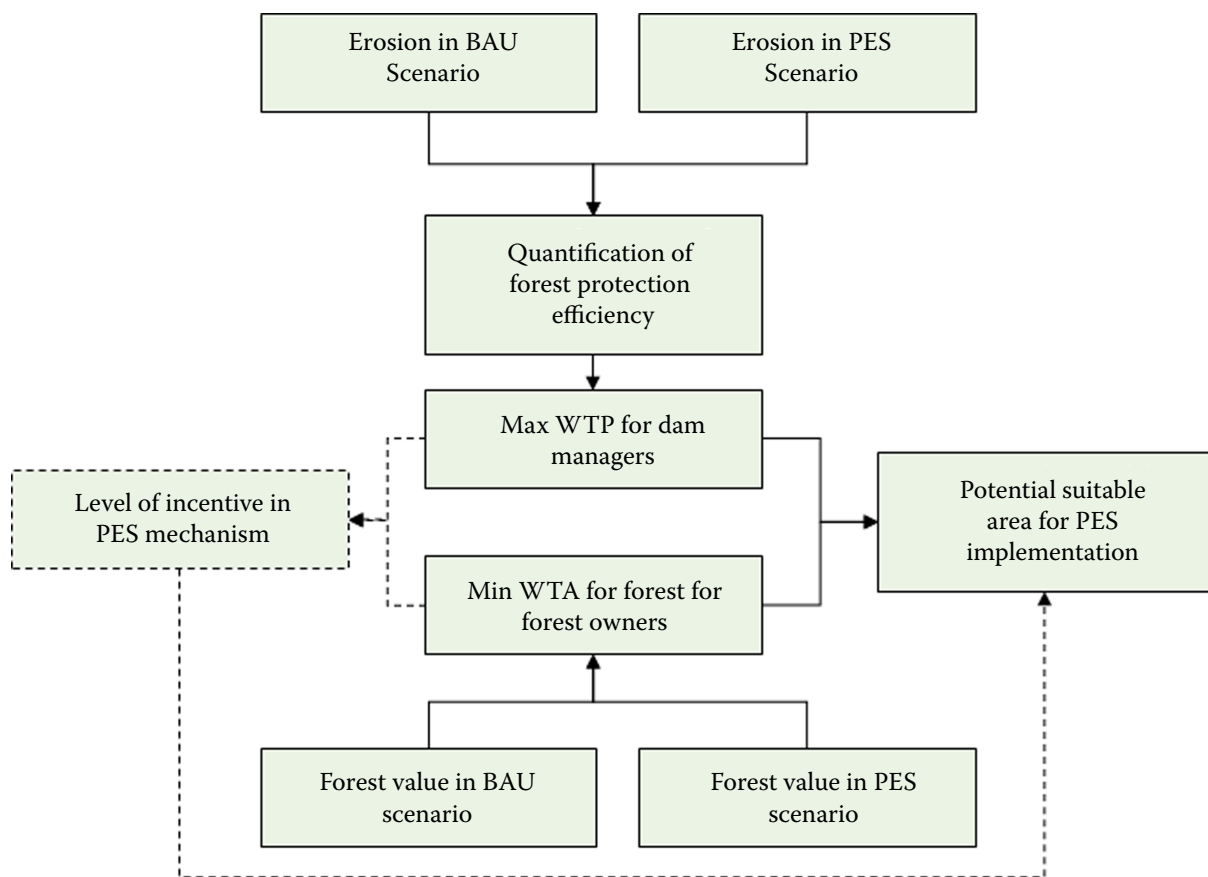 Erosion in BAU
Scenario
Erosion in PES
Scenario
Quantification of
forest protection
efficiency
Max WTP for dam
managers
Level of incentive in
PES mechanism
Potential suitable
area for PES
implementation
Min WTA for forest for
forest owners
Forest value in BAU
scenario
Forest value in PES
scenario